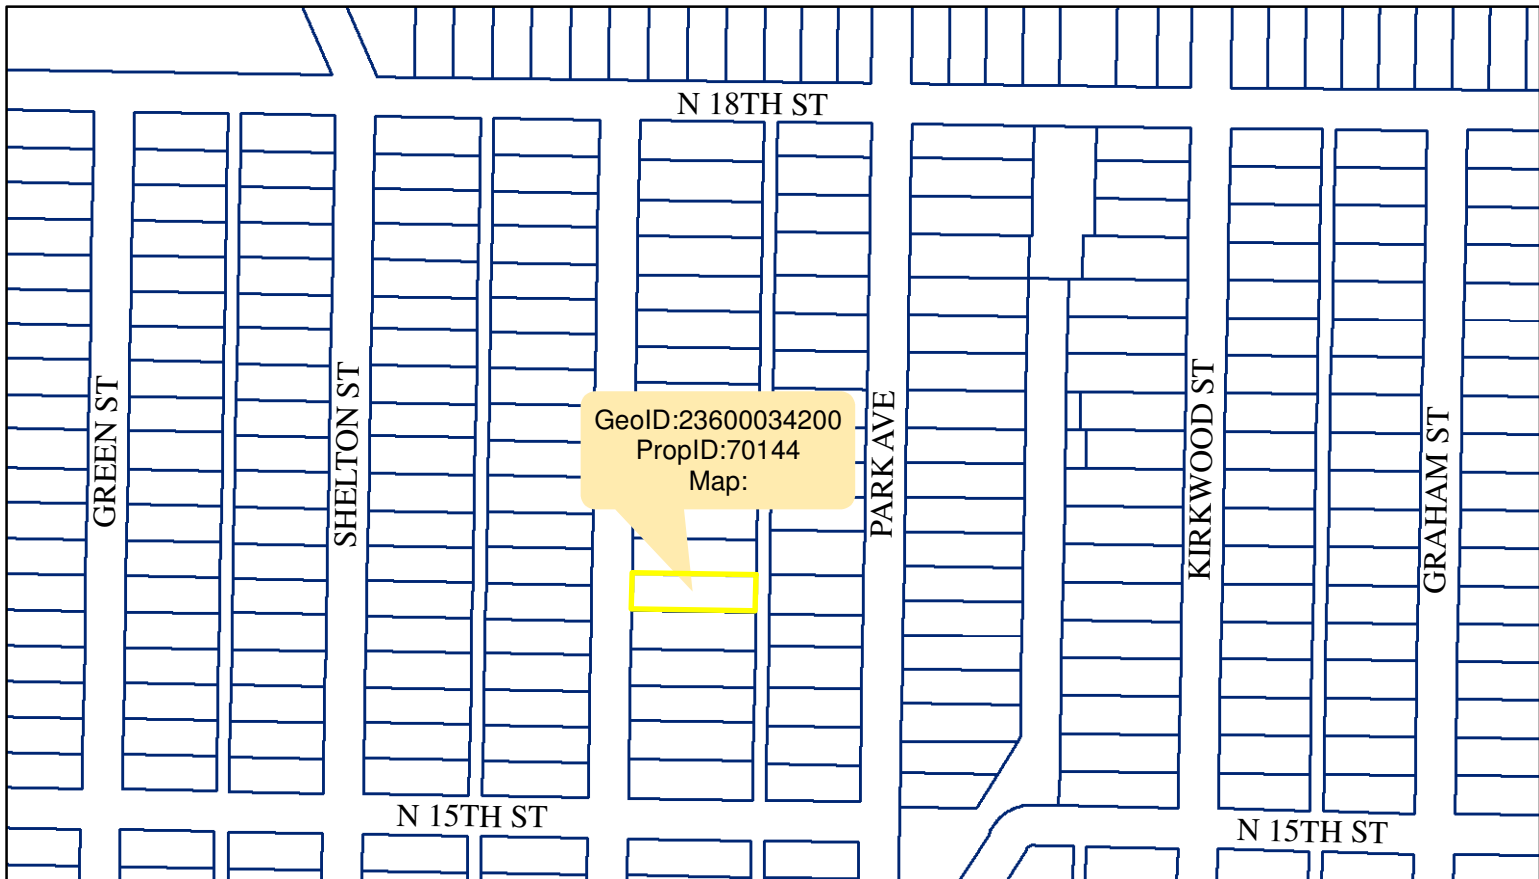 N 18TH ST
GREEN ST
SHELTON ST
GeoID:23600034200
PropID:70144
Map:
PARK AVE
KIRKWOOD ST
GRAHAM ST
N 15TH ST
N 15TH ST